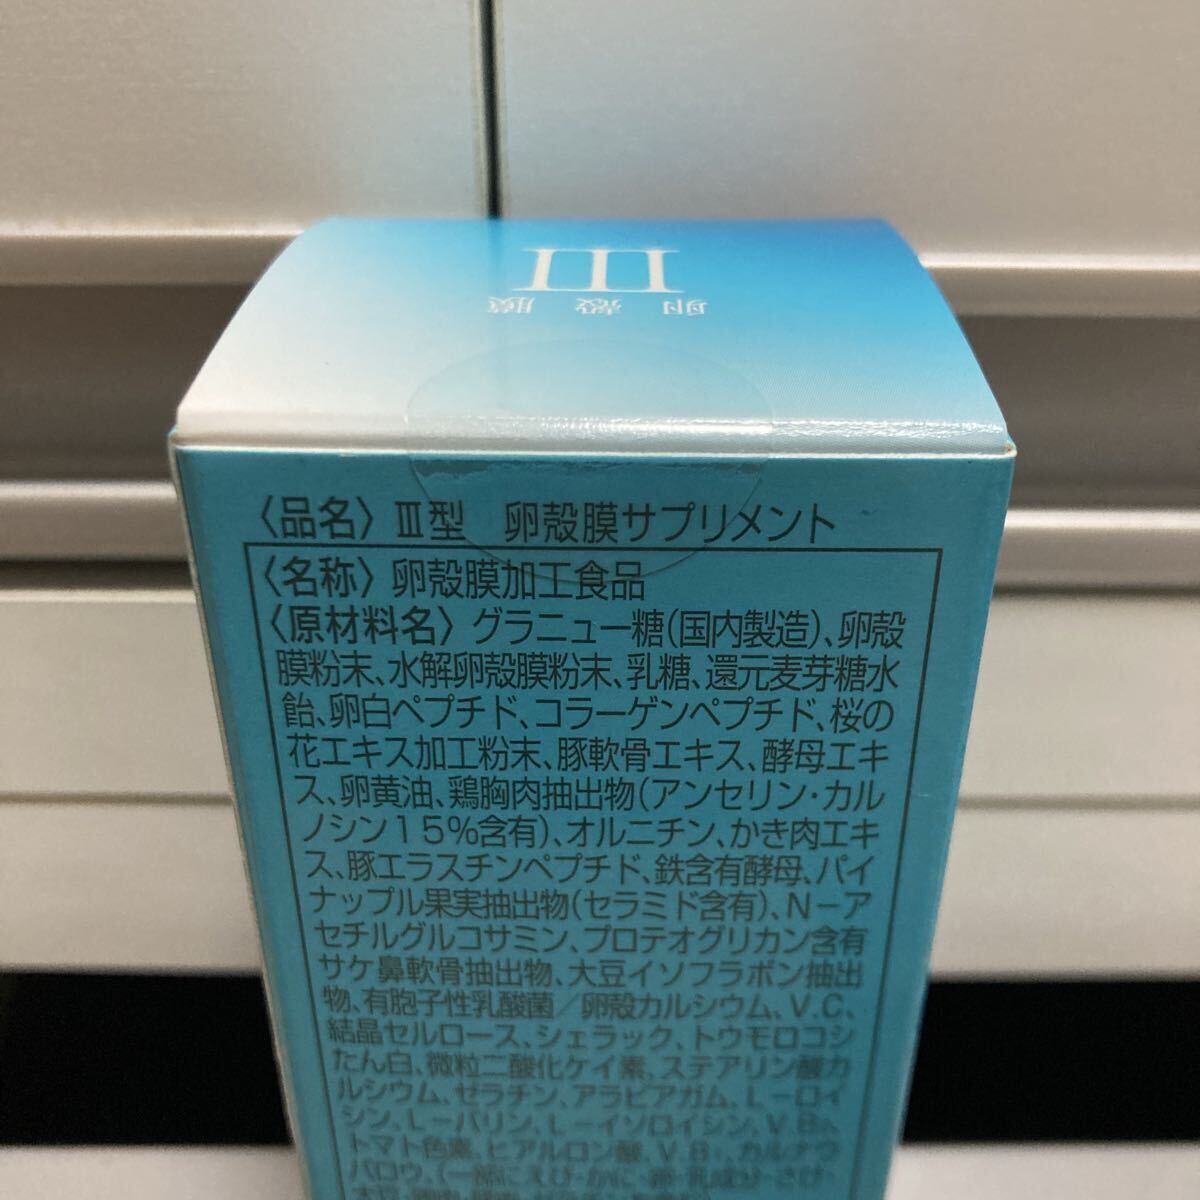 III
卵殻膜
〈品名〉Ⅲ型 卵殻膜サプリメント
〈名称〉卵殻膜加工食品
〈原材料名〉グラニュー糖(国内製造)、卵殻
膜粉末、水解卵殻膜粉末、乳糖、還元麦芽糖水
飴、卵白ペプチド、コラーゲンペプチド、桜の
花エキス加工粉末、豚軟骨エキス、酵母エキ
ス、卵黄油、鶏胸肉抽出物(アンセリン・カル
ノシン15%含有)、オルニチン、かき肉エキ
ス、豚エラスチンペプチド、鉄含有酵母、パイ
ナップル果実抽出物(セラミド含有)、N-ア
セチルグルコサミン、プロテオグリカン含有
サケ鼻軟骨抽出物、大豆イソフラボン抽出
物、有胞子性乳酸菌/卵殻カルシウム、V.C、
結晶セルロース、シェラック、トウモロコシ
たん白、微粒二酸化ケイ素、ステアリン酸カ
ルシウム、ゼラチン、アラビアガム、L-ロイ
シン、L-バリン、L-イソロイシン、V.B
トマト色素、ヒアルロン酸、V.B カルナウ
バロウ、(一部にえび・かに・卵・乳成分・さけ・